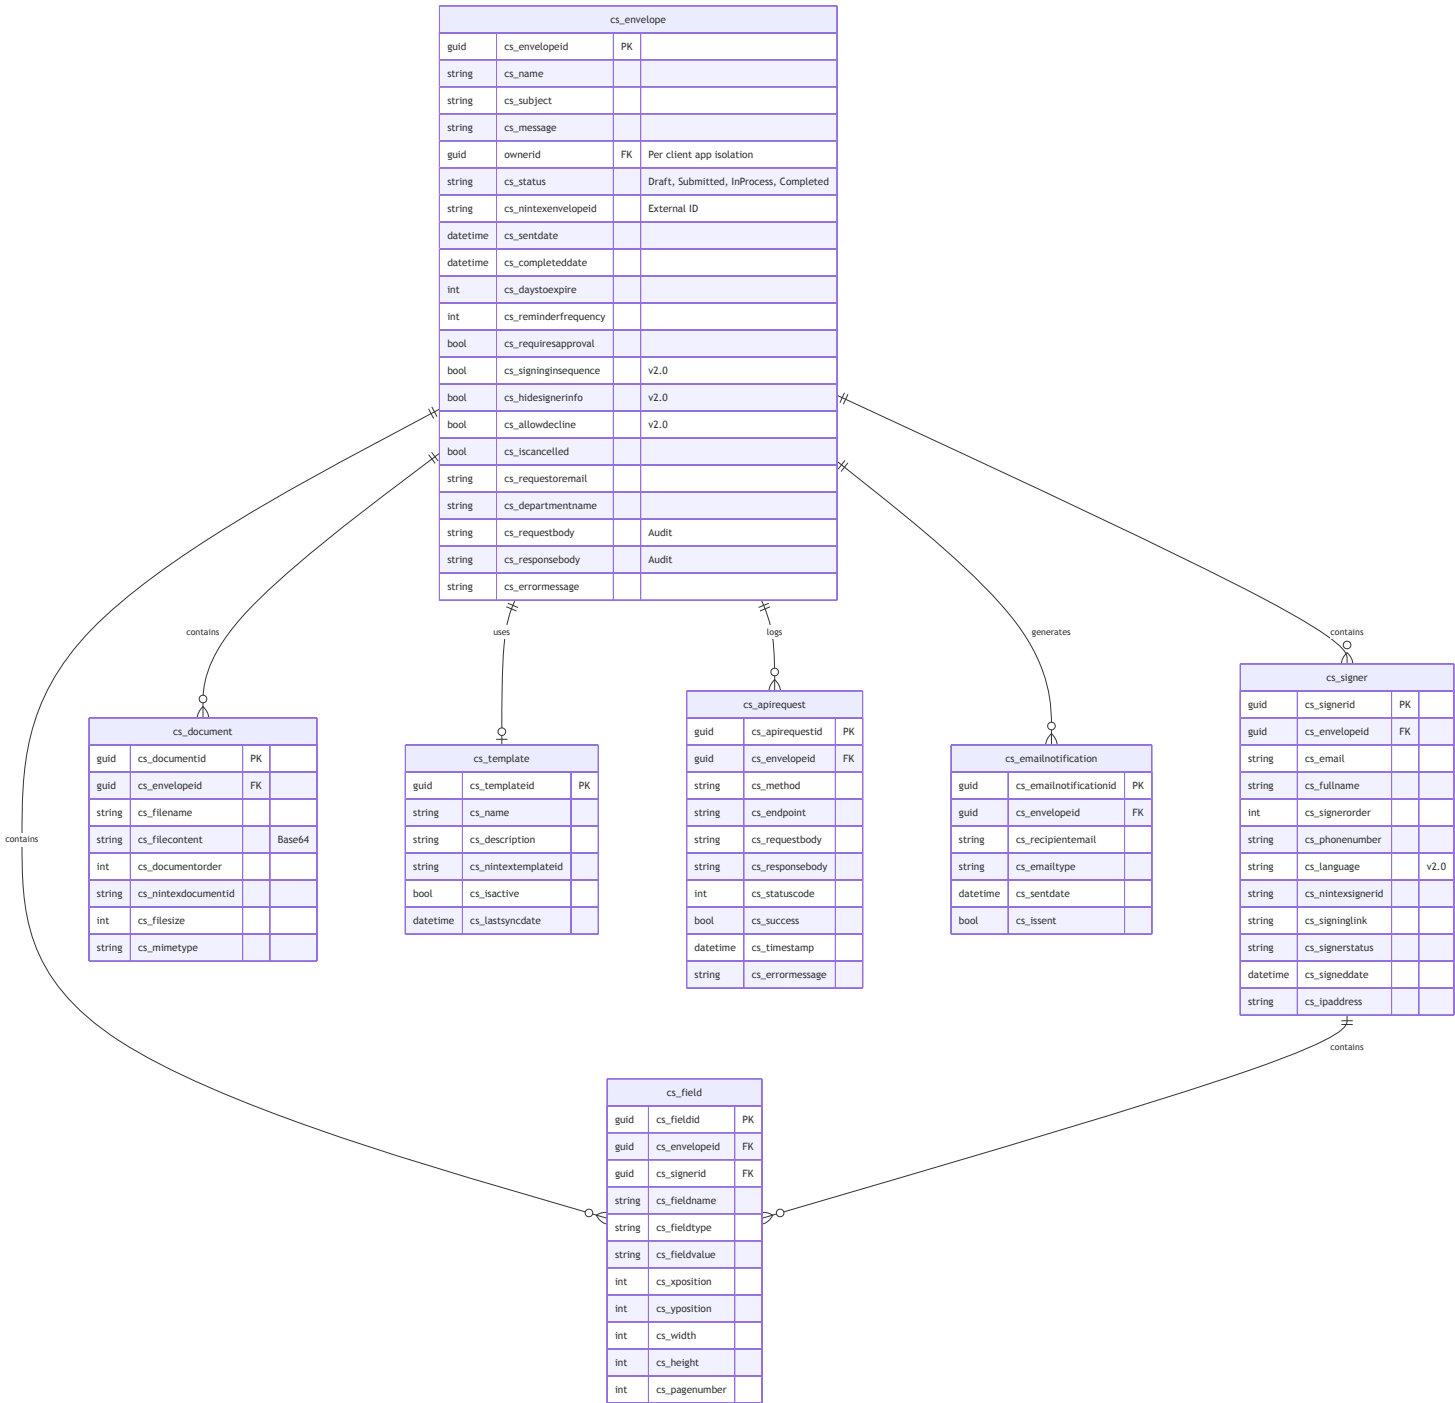 cs_envelope
guid cs_envelopeid PK
string cs_name
string cs_subject
string cs_message
guid ownerid FK Per client app isolation
string cs_status Draft, Submitted, InProcess, Completed
string cs_nintexenvelopeid External ID
datetime cs_sentdate
datetime cs_completeddate
int cs_daystoexpire
int cs_reminderfrequency
bool cs_requiresapproval
bool cs_signinginsequence v2.0
bool cs_hidesignerinfo v2.0
bool cs_allowdecline v2.0
bool cs_iscancelled
string cs_requestoremail
string cs_departmentname
string cs_requestbody Audit
string cs_responsebody Audit
string cs_errormessage
contains
uses
logs
generates
contains
contains
cs_document
guid cs_documentid PK
guid cs_envelopeid FK
string cs_filename
string cs_filecontent Base64
int cs_documentorder
string cs_nintexdocumentid
int cs_filesize
string cs_mimetype
cs_template
guid cs_templateid PK
string cs_name
string cs_description
string cs_nintextemplateid
bool cs_isactive
datetime cs_lastsyncdate
cs_apirequest
guid cs_apirequestid PK
guid cs_envelopeid FK
string cs_method
string cs_endpoint
string cs_requestbody
string cs_responsebody
int cs_statuscode
bool cs_success
datetime cs_timestamp
string cs_errormessage
cs_emailnotification
guid cs_emailnotificationid PK
guid cs_envelopeid FK
string cs_recipientemail
string cs_emailtype
datetime cs_sentdate
bool cs_issent
cs_signer
guid cs_signerid PK
guid cs_envelopeid FK
string cs_email
string cs_fullname
int cs_signerorder
string cs_phonenumber
string cs_language v2.0
string cs_nintexsignerid
string cs_signinglink
string cs_signerstatus
datetime cs_signeddate
string cs_ipaddress
contains
cs_field
guid cs_fieldid PK
guid cs_envelopeid FK
guid cs_signerid FK
string cs_fieldname
string cs_fieldtype
string cs_fieldvalue
int cs_xposition
int cs_yposition
int cs_width
int cs_height
int cs_pagenumber